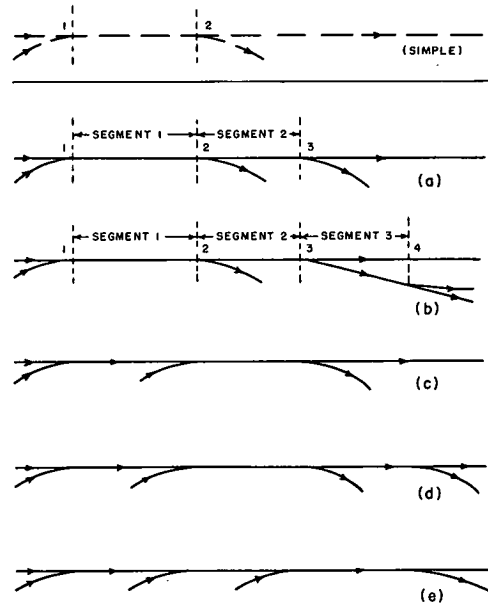 1 2
(SIMPLE)
SEGMENT 1 SEGMENT 2
2 3
(a)
SEGMENT 1 SEGMENT 2 SEGMENT 3
1 2 3 4
(b)
(c)
(d)
(e)